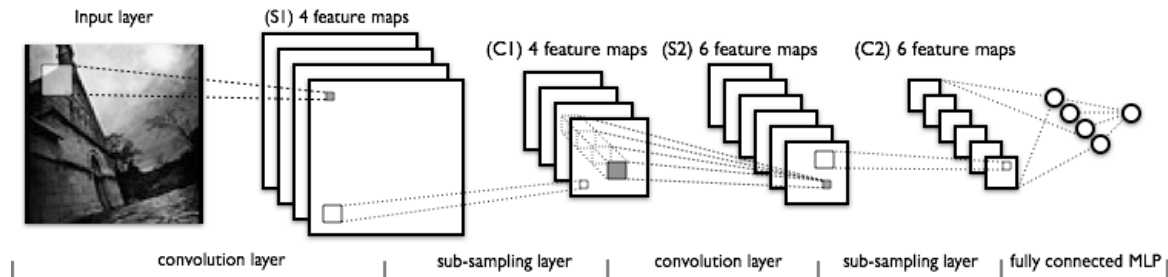 Input layer
(S1) 4 feature maps
(C1) 4 feature maps
(S2) 6 feature maps
(C2) 6 feature maps
convolution layer
sub-sampling layer
convolution layer
sub-sampling layer
fully connected MLP